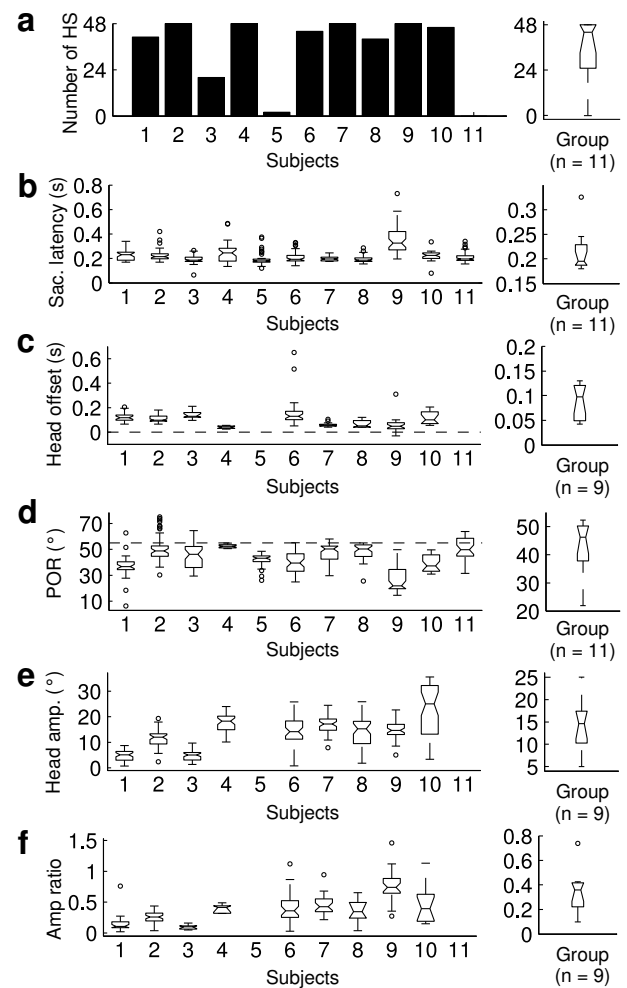 a
Number of HS
48
24
0
1 2 3 4 5 6 7 8 9 10 11
Subjects
48
24
0
Group
(n = 11)
b
Sac. latency (s)
0.8
0.6
0.4
0.2
0
1 2 3 4 5 6 7 8 9 10 11
Subjects
0.3
0.25
0.2
0.15
Group
(n = 11)
c
Head offset (s)
0.6
0.4
0.2
0
1 2 3 4 5 6 7 8 9 10 11
Subjects
0.2
0.15
0.1
0.05
0
Group
(n = 9)
d
POR (°)
70
50
30
10
1 2 3 4 5 6 7 8 9 10 11
Subjects
50
40
30
20
Group
(n = 11)
e
Head amp. (°)
30
20
10
0
1 2 3 4 5 6 7 8 9 10 11
Subjects
25
20
15
10
5
Group
(n = 9)
f
Amp ratio
1.5
1
0.5
0
1 2 3 4 5 6 7 8 9 10 11
Subjects
0.8
0.6
0.4
0.2
0
Group
(n = 9)